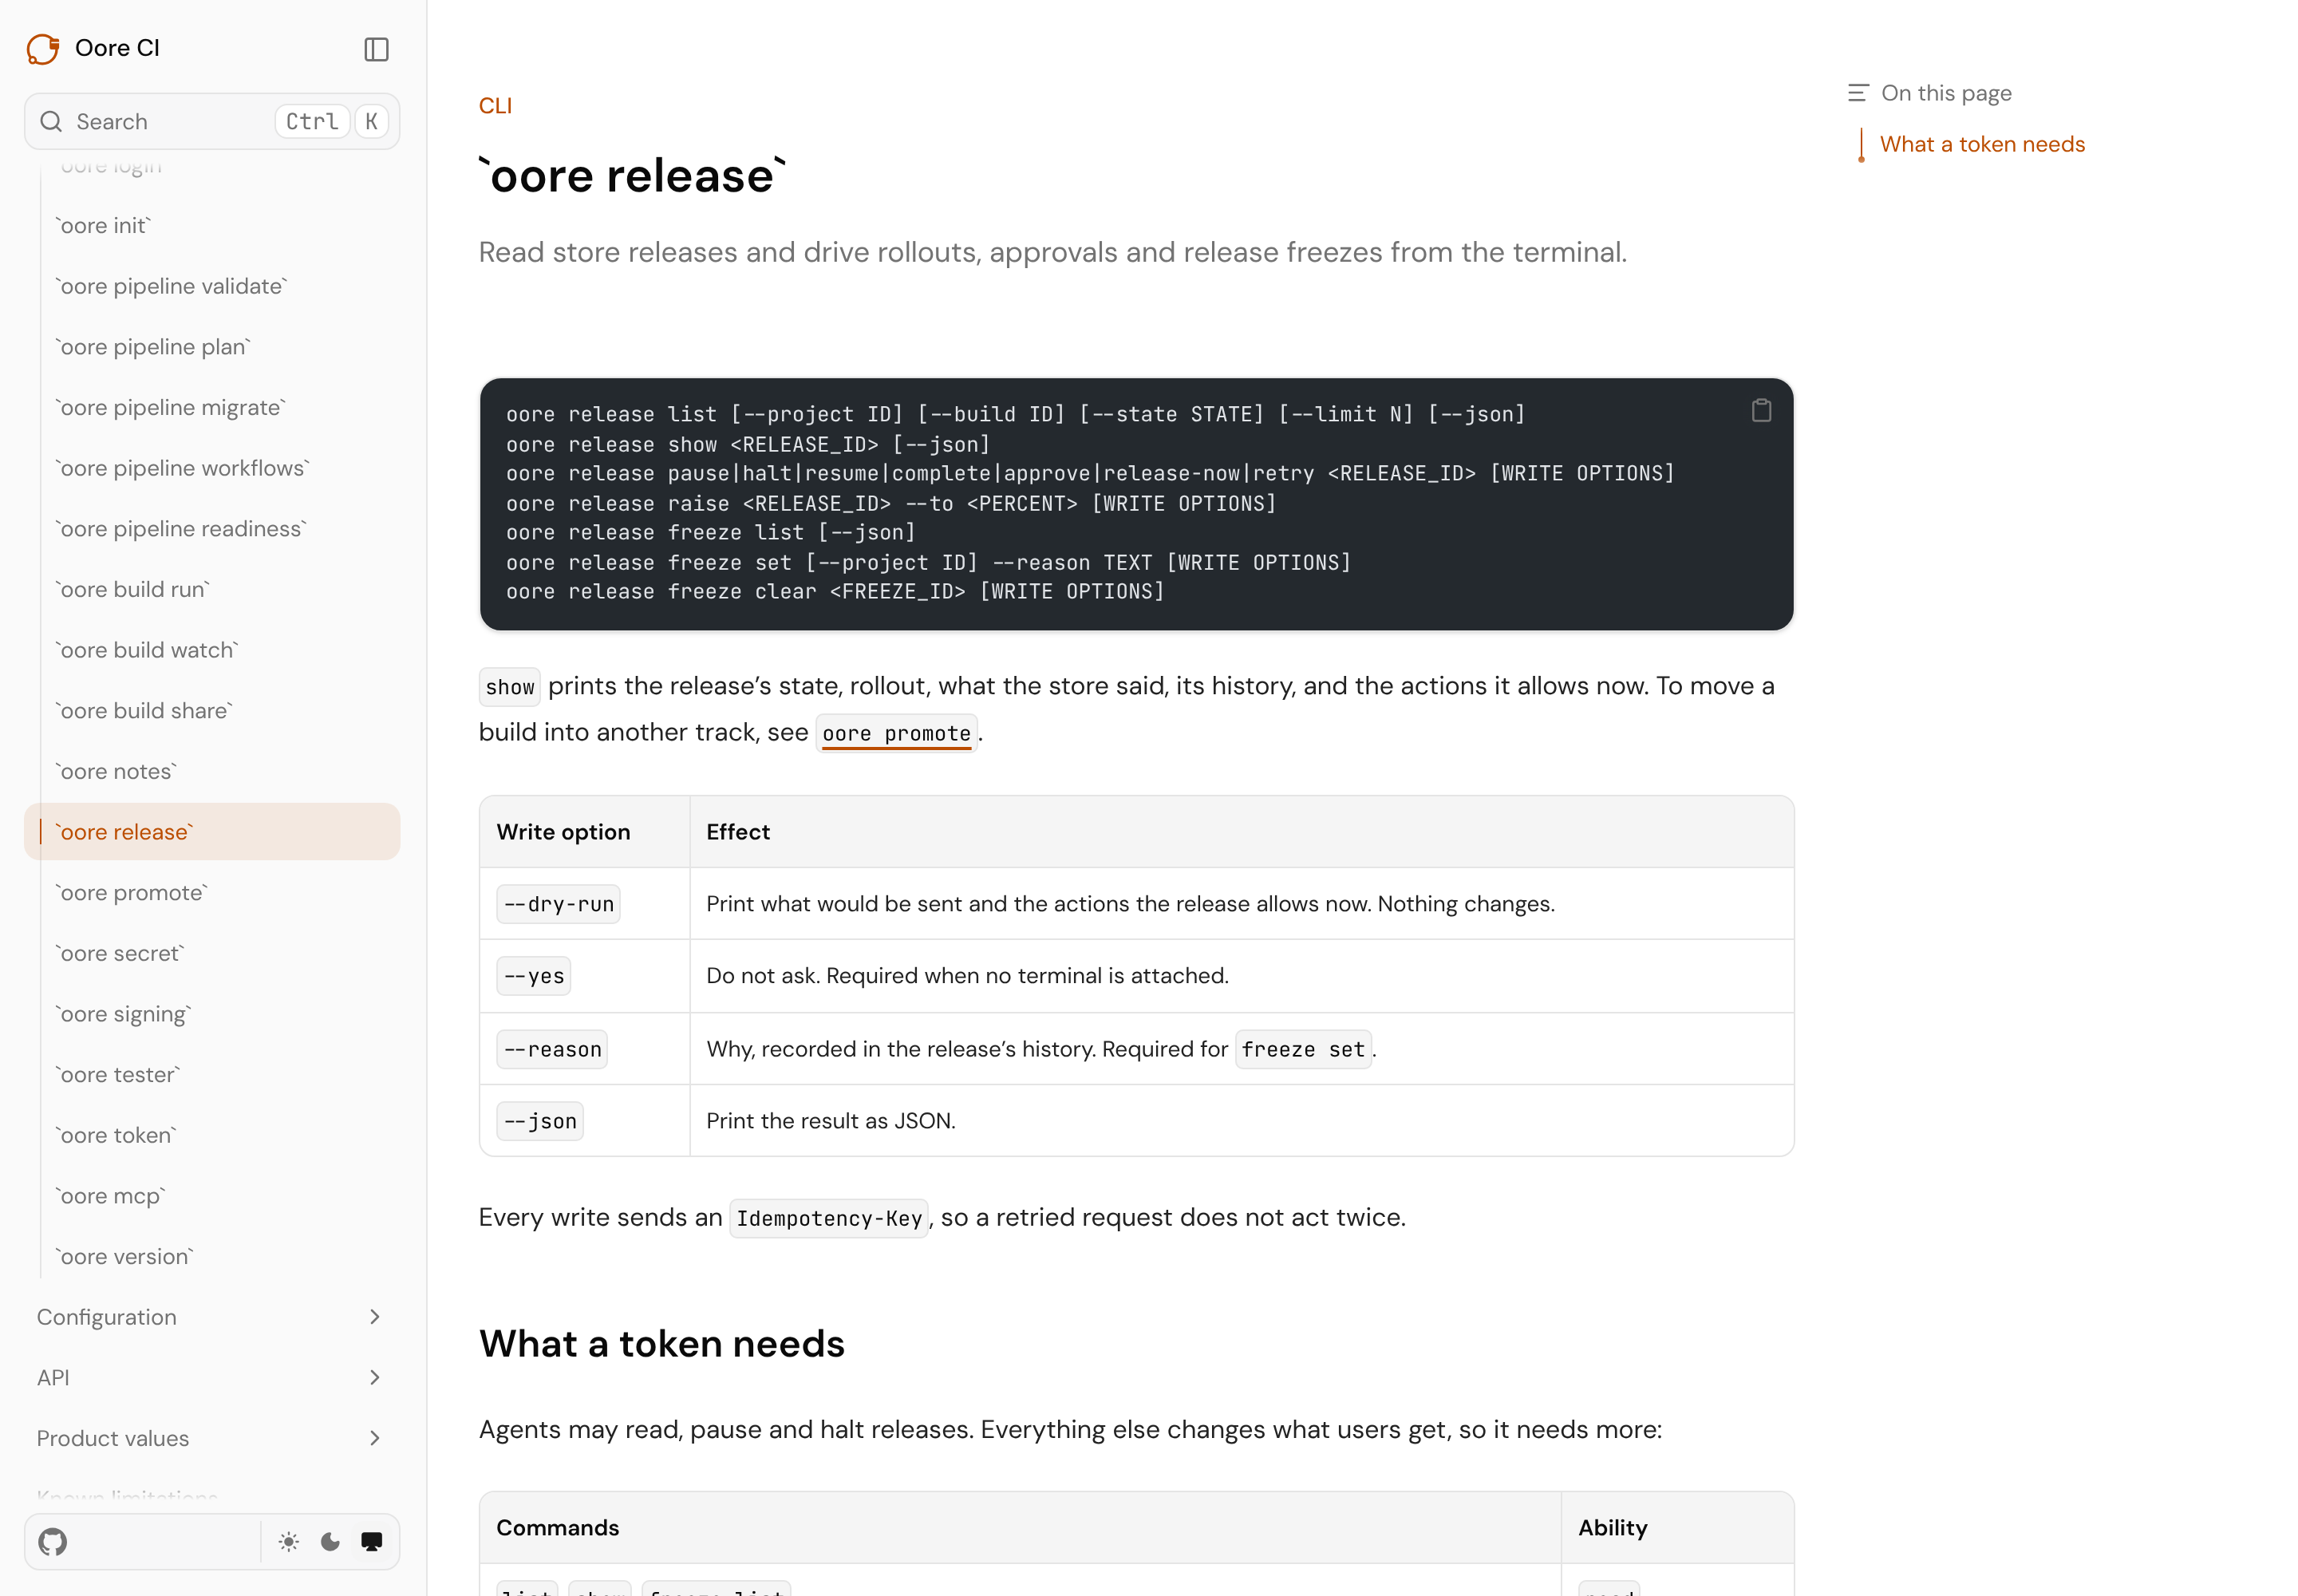 Oore CI
Search
Ctrl K
`oore login`
`oore init`
`oore pipeline validate`
`oore pipeline plan`
`oore pipeline migrate`
`oore pipeline workflows`
`oore pipeline readiness`
`oore build run`
`oore build watch`
`oore build share`
`oore notes`
`oore release`
`oore promote`
`oore secret`
`oore signing`
`oore tester`
`oore token`
`oore mcp`
`oore version`
Configuration
API
Product values
Known limitations
CLI
`oore release`
Read store releases and drive rollouts, approvals and release freezes from the terminal.
oore release list [--project ID] [--build ID] [--state STATE] [--limit N] [--json]
oore release show <RELEASE_ID> [--json]
oore release pause|halt|resume|complete|approve|release-now|retry <RELEASE_ID> [WRITE OPTIONS]
oore release raise <RELEASE_ID> --to <PERCENT> [WRITE OPTIONS]
oore release freeze list [--json]
oore release freeze set [--project ID] --reason TEXT [WRITE OPTIONS]
oore release freeze clear <FREEZE_ID> [WRITE OPTIONS]
show prints the release’s state, rollout, what the store said, its history, and the actions it allows now. To move a
build into another track, see oore promote.
Write option Effect
--dry-run Print what would be sent and the actions the release allows now. Nothing changes.
--yes Do not ask. Required when no terminal is attached.
--reason Why, recorded in the release’s history. Required for freeze set.
--json Print the result as JSON.
Every write sends an Idempotency-Key, so a retried request does not act twice.
What a token needs
Agents may read, pause and halt releases. Everything else changes what users get, so it needs more:
Commands Ability
list show freeze list read
On this page
What a token needs